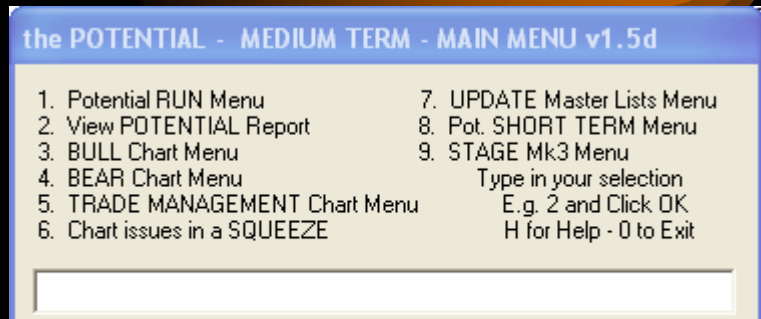 the POTENTIAL - MEDIUM TERM - MAIN MENU v1.5d
1. Potential RUN Menu
2. View POTENTIAL Report
3. BULL Chart Menu
4. BEAR Chart Menu
5. TRADE MANAGEMENT Chart Menu
6. Chart issues in a SQUEEZE
7. UPDATE Master Lists Menu
8. Pot. SHORT TERM Menu
9. STAGE Mk3 Menu
Type in your selection
E.g. 2 and Click OK
H for Help - 0 to Exit